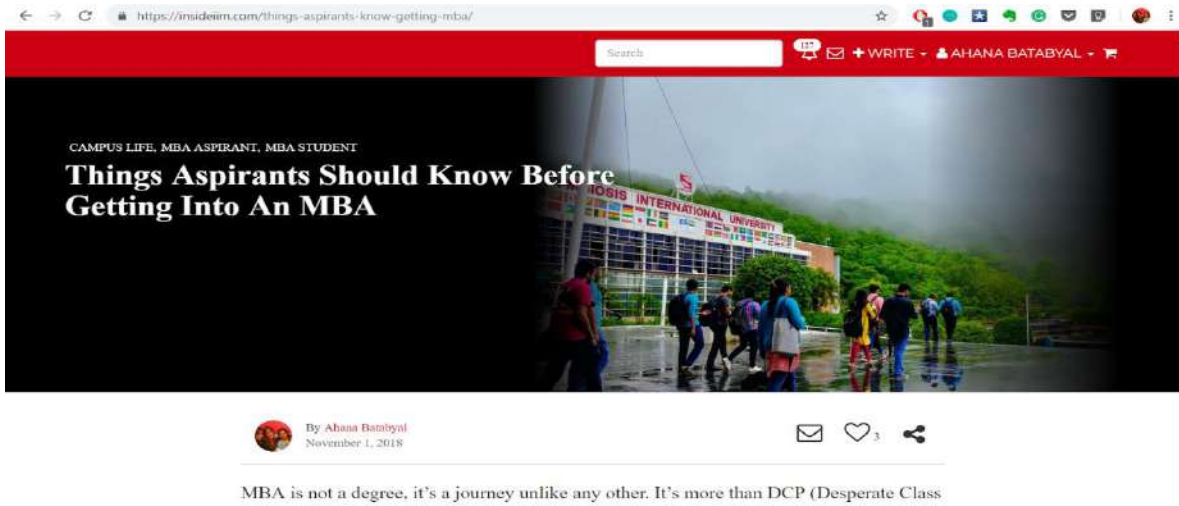 https://insideiim.com/things-aspirants-know-getting-mba/
Search
127
+ WRITE
AHANA BATABYAL
CAMPUS LIFE, MBA ASPIRANT, MBA STUDENT
Things Aspirants Should Know Before
Getting Into An MBA
OSIS INTERNATIONAL UNIVERSITY
By Ahana Batabyal
November 1, 2018
3
MBA is not a degree, it's a journey unlike any other. It's more than DCP (Desperate Class